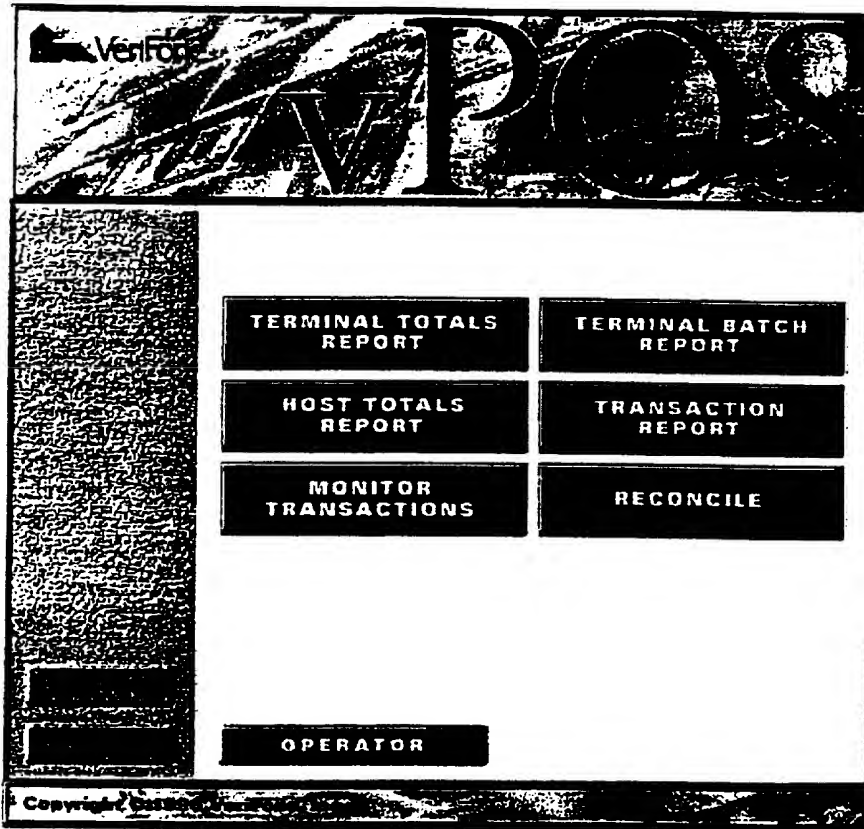 VeriFone
vPOS
TERMINAL TOTALS
REPORT
TERMINAL BATCH
REPORT
HOST TOTALS
REPORT
TRANSACTION
REPORT
MONITOR
TRANSACTIONS
RECONCILE
OPERATOR
Copyright